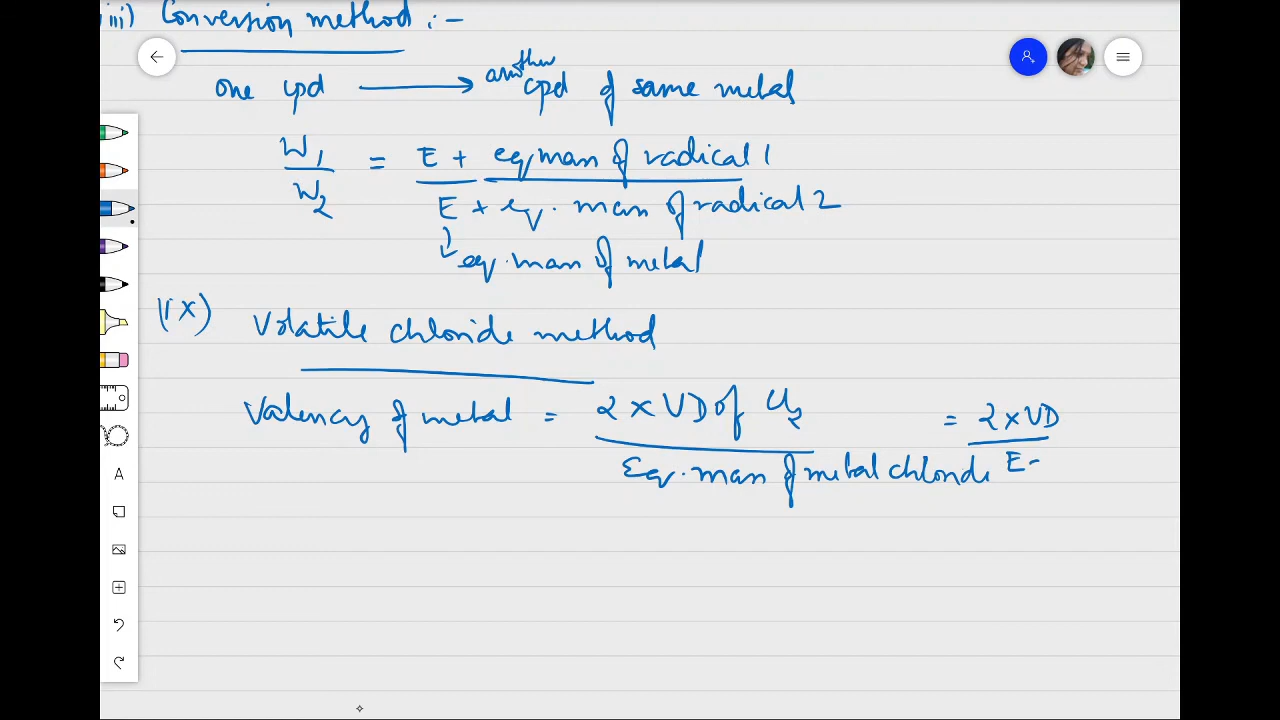 iii) Conversion method :-
one cpd → another cpd of same metal
W1/W2 = E + eq mass of radical 1 / E + eq. mass of radical 2
eq. mass of metal
(ix) Volatile chloride method
Valency of metal = 2 x VD of Cl2 / Eq. mass of metal chloride = 2 x VD / E-
A